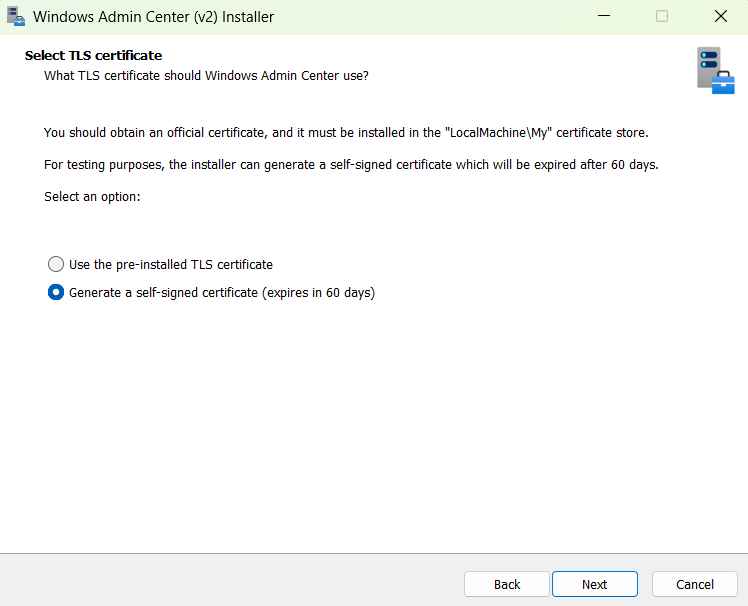 Windows Admin Center (v2) Installer
Select TLS certificate
What TLS certificate should Windows Admin Center use?
You should obtain an official certificate, and it must be installed in the "LocalMachine\My" certificate store.
For testing purposes, the installer can generate a self-signed certificate which will be expired after 60 days.
Select an option:
Use the pre-installed TLS certificate
Generate a self-signed certificate (expires in 60 days)
Back Next Cancel